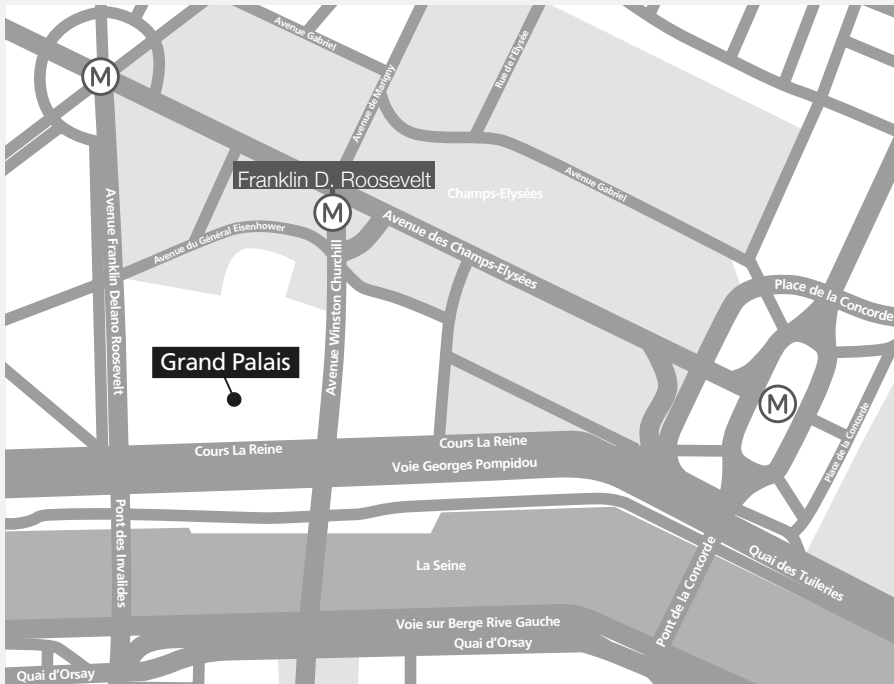 Avenue Gabriel
Rue de l'Elysée
M
Avenue de Marigny
Franklin D. Roosevelt
Champs-Elysées
Avenue Gabriel
M
Avenue des Champs-Elysées
Avenue du Général Eisenhower
Avenue Franklin Delano Roosevelt
Avenue Winston Churchill
Place de la Concorde
Grand Palais
M
Place de la Concorde
Cours La Reine
Cours La Reine
Voie Georges Pompidou
Pont des Invalides
La Seine
Pont de la Concorde
Quai des Tuileries
Voie sur Berge Rive Gauche
Quai d'Orsay
Quai d'Orsay